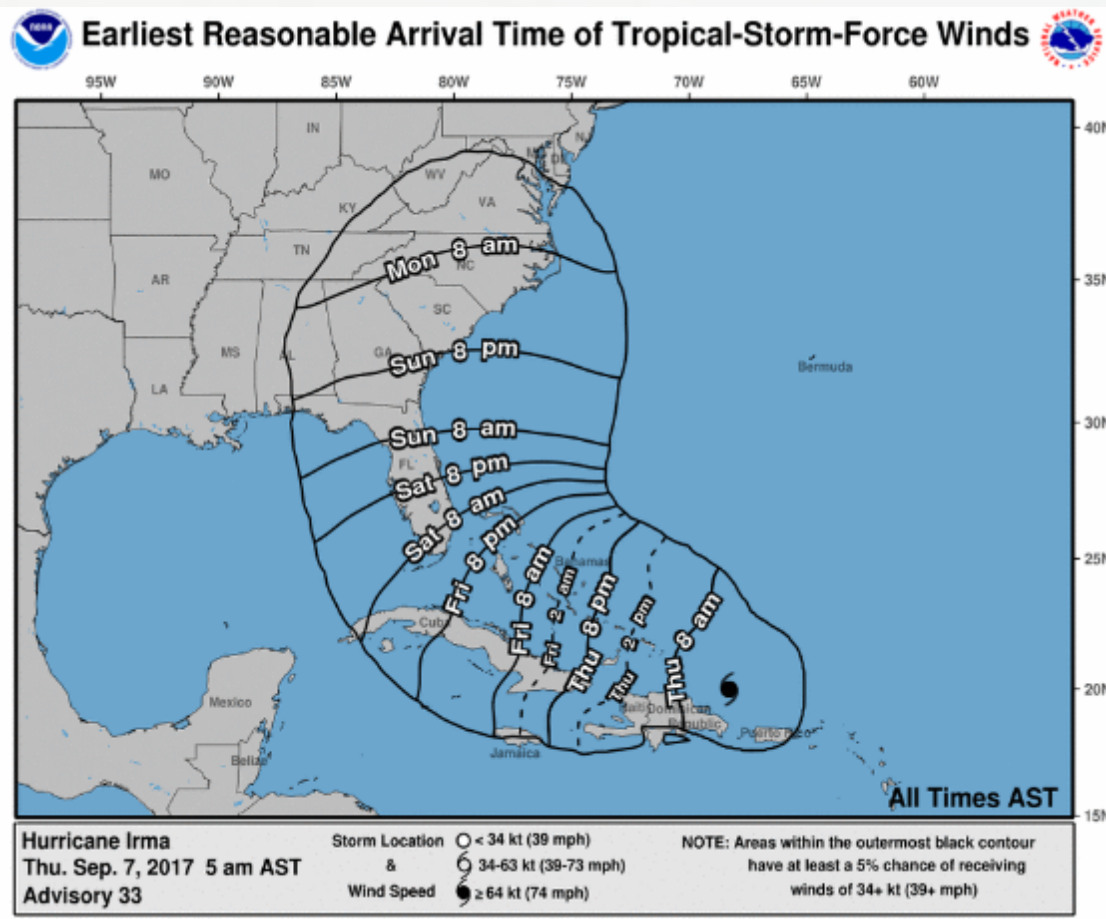 Earliest Reasonable Arrival Time of Tropical-Storm-Force Winds
95W 90W 85W 80W 75W 70W 65W 60W
40N
35N
30N
25N
20N
15N
IN
NJ
MO
WV
DE
KY
VA
TN
NC
AR
SC
MS
AL
GA
LA
FL
Bermuda
Bahamas
Cuba
Mexico
Belize
Jamaica
Haiti
Dominican
Republic
Puerto Rico
Mon 8 am
Sun 8 pm
Sun 8 am
Sat 8 pm
Sat 8 am
Fri 8 pm
Fri 8 am
Fri 2 am
Thu 8 pm
Thu 2 pm
Thu 8 am
All Times AST
Hurricane Irma
Thu. Sep. 7, 2017 5 am AST
Advisory 33
Storm Location
&
Wind Speed
< 34 kt (39 mph)
34-63 kt (39-73 mph)
≥ 64 kt (74 mph)
NOTE: Areas within the outermost black contour
have at least a 5% chance of receiving
winds of 34+ kt (39+ mph)